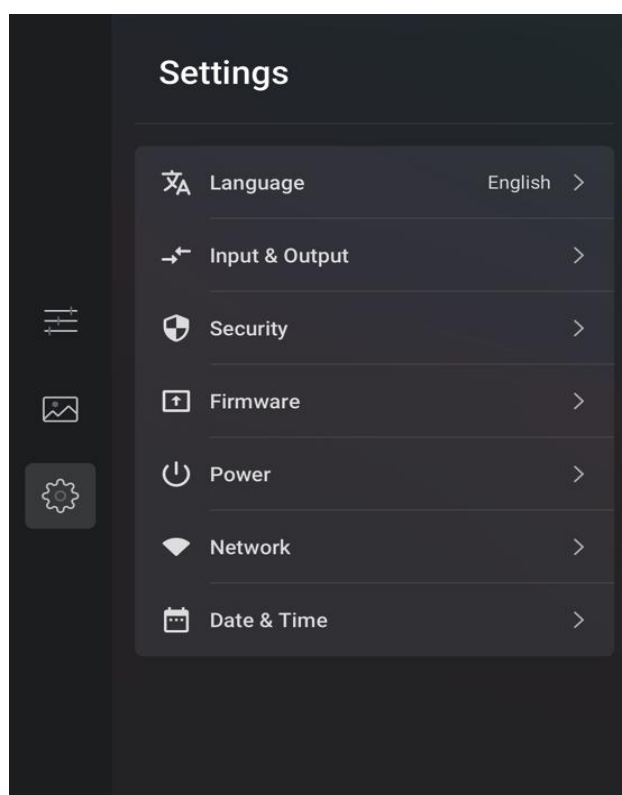 Settings
Language English
Input & Output
Security
Firmware
Power
Network
Date & Time